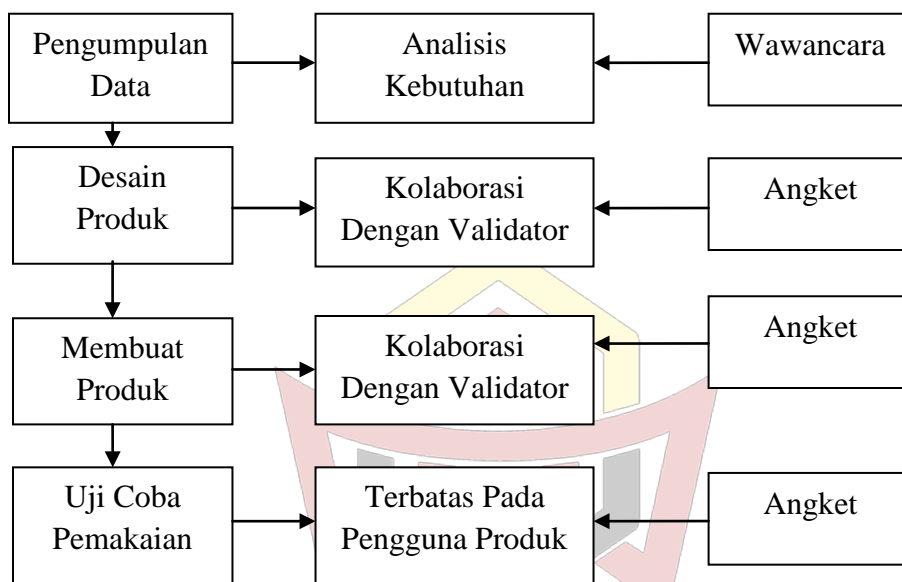 Pengumpulan
Data
Analisis
Kebutuhan
Wawancara
Desain
Produk
Kolaborasi
Dengan Validator
Angket
Membuat
Produk
Kolaborasi
Dengan Validator
Angket
Uji Coba
Pemakaian
Terbatas Pada
Pengguna Produk
Angket